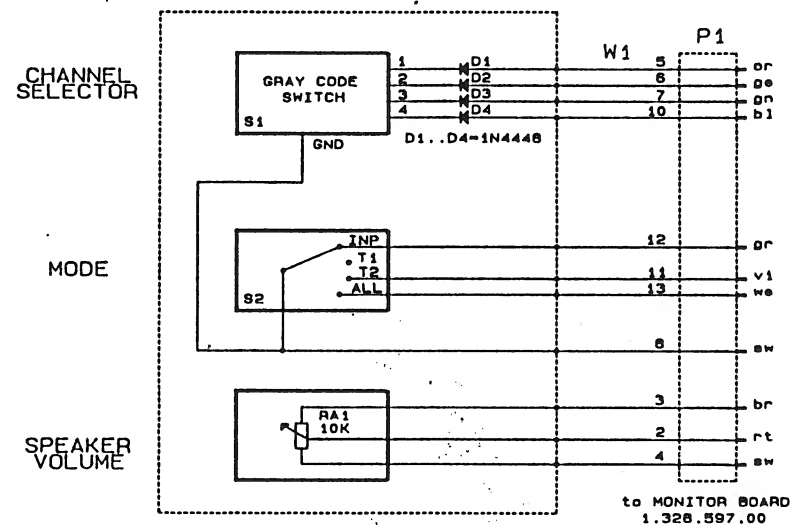 W1
P1
CHANNEL
SELECTOR
GRAY CODE
SWITCH
S1
1 D1 5 or
2 D2 6 ge
3 D3 7 gn
4 D4 10 bl
D1..D4=1N4448
GND
MODE
S2
INP 12 gr
T1
T2 11 vi
ALL 13 we
8 sw
SPEAKER
VOLUME
RA1
10K
3 br
2 rt
4 sw
to MONITOR BOARD
1.328.597.00